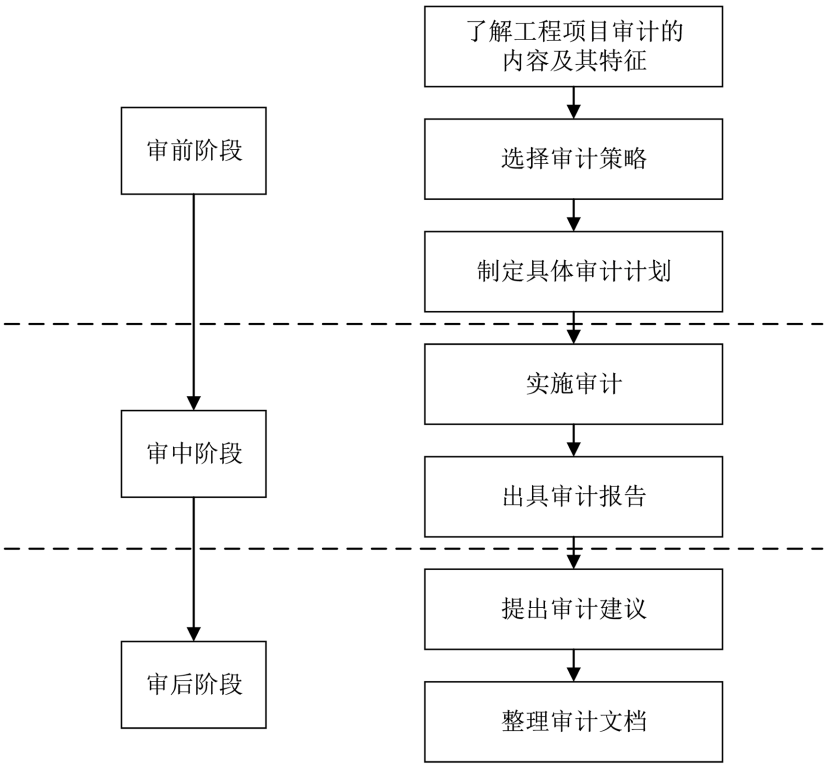 了解工程项目审计的
内容及其特征
审前阶段
选择审计策略
制定具体审计计划
实施审计
审中阶段
出具审计报告
提出审计建议
审后阶段
整理审计文档